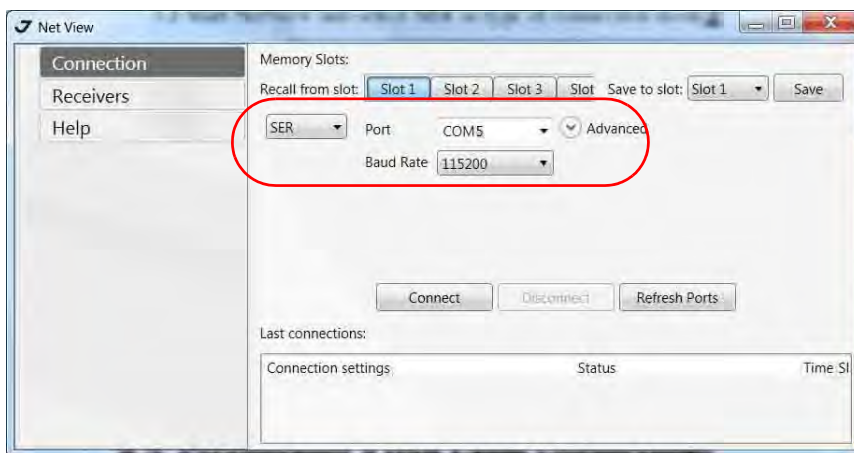 Net View
Connection
Receivers
Help
Memory Slots:
Recall from slot: Slot 1 Slot 2 Slot 3 Slot Save to slot: Slot 1 Save
SER Port COM5 Advanced
Baud Rate 115200
Connect Disconnect Refresh Ports
Last connections:
Connection settings Status Time Sl